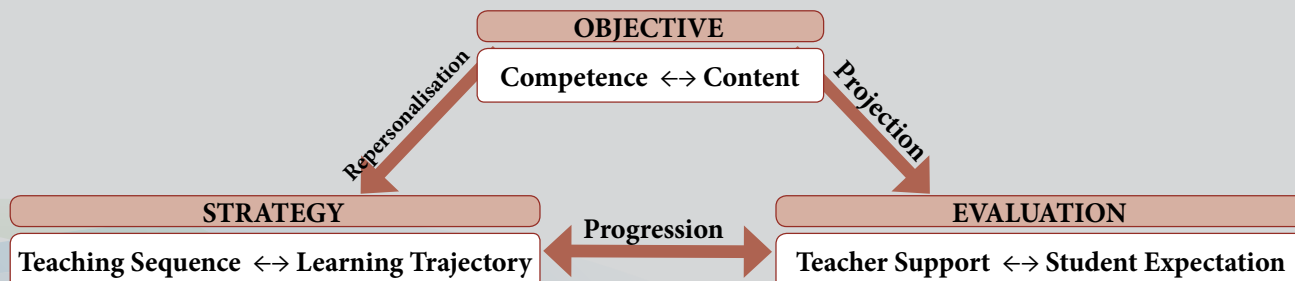 OBJECTIVE
Competence ↔ Content
Repersonalisation
Projection
STRATEGY
EVALUATION
Progression
Teaching Sequence ↔ Learning Trajectory
Teacher Support ↔ Student Expectation